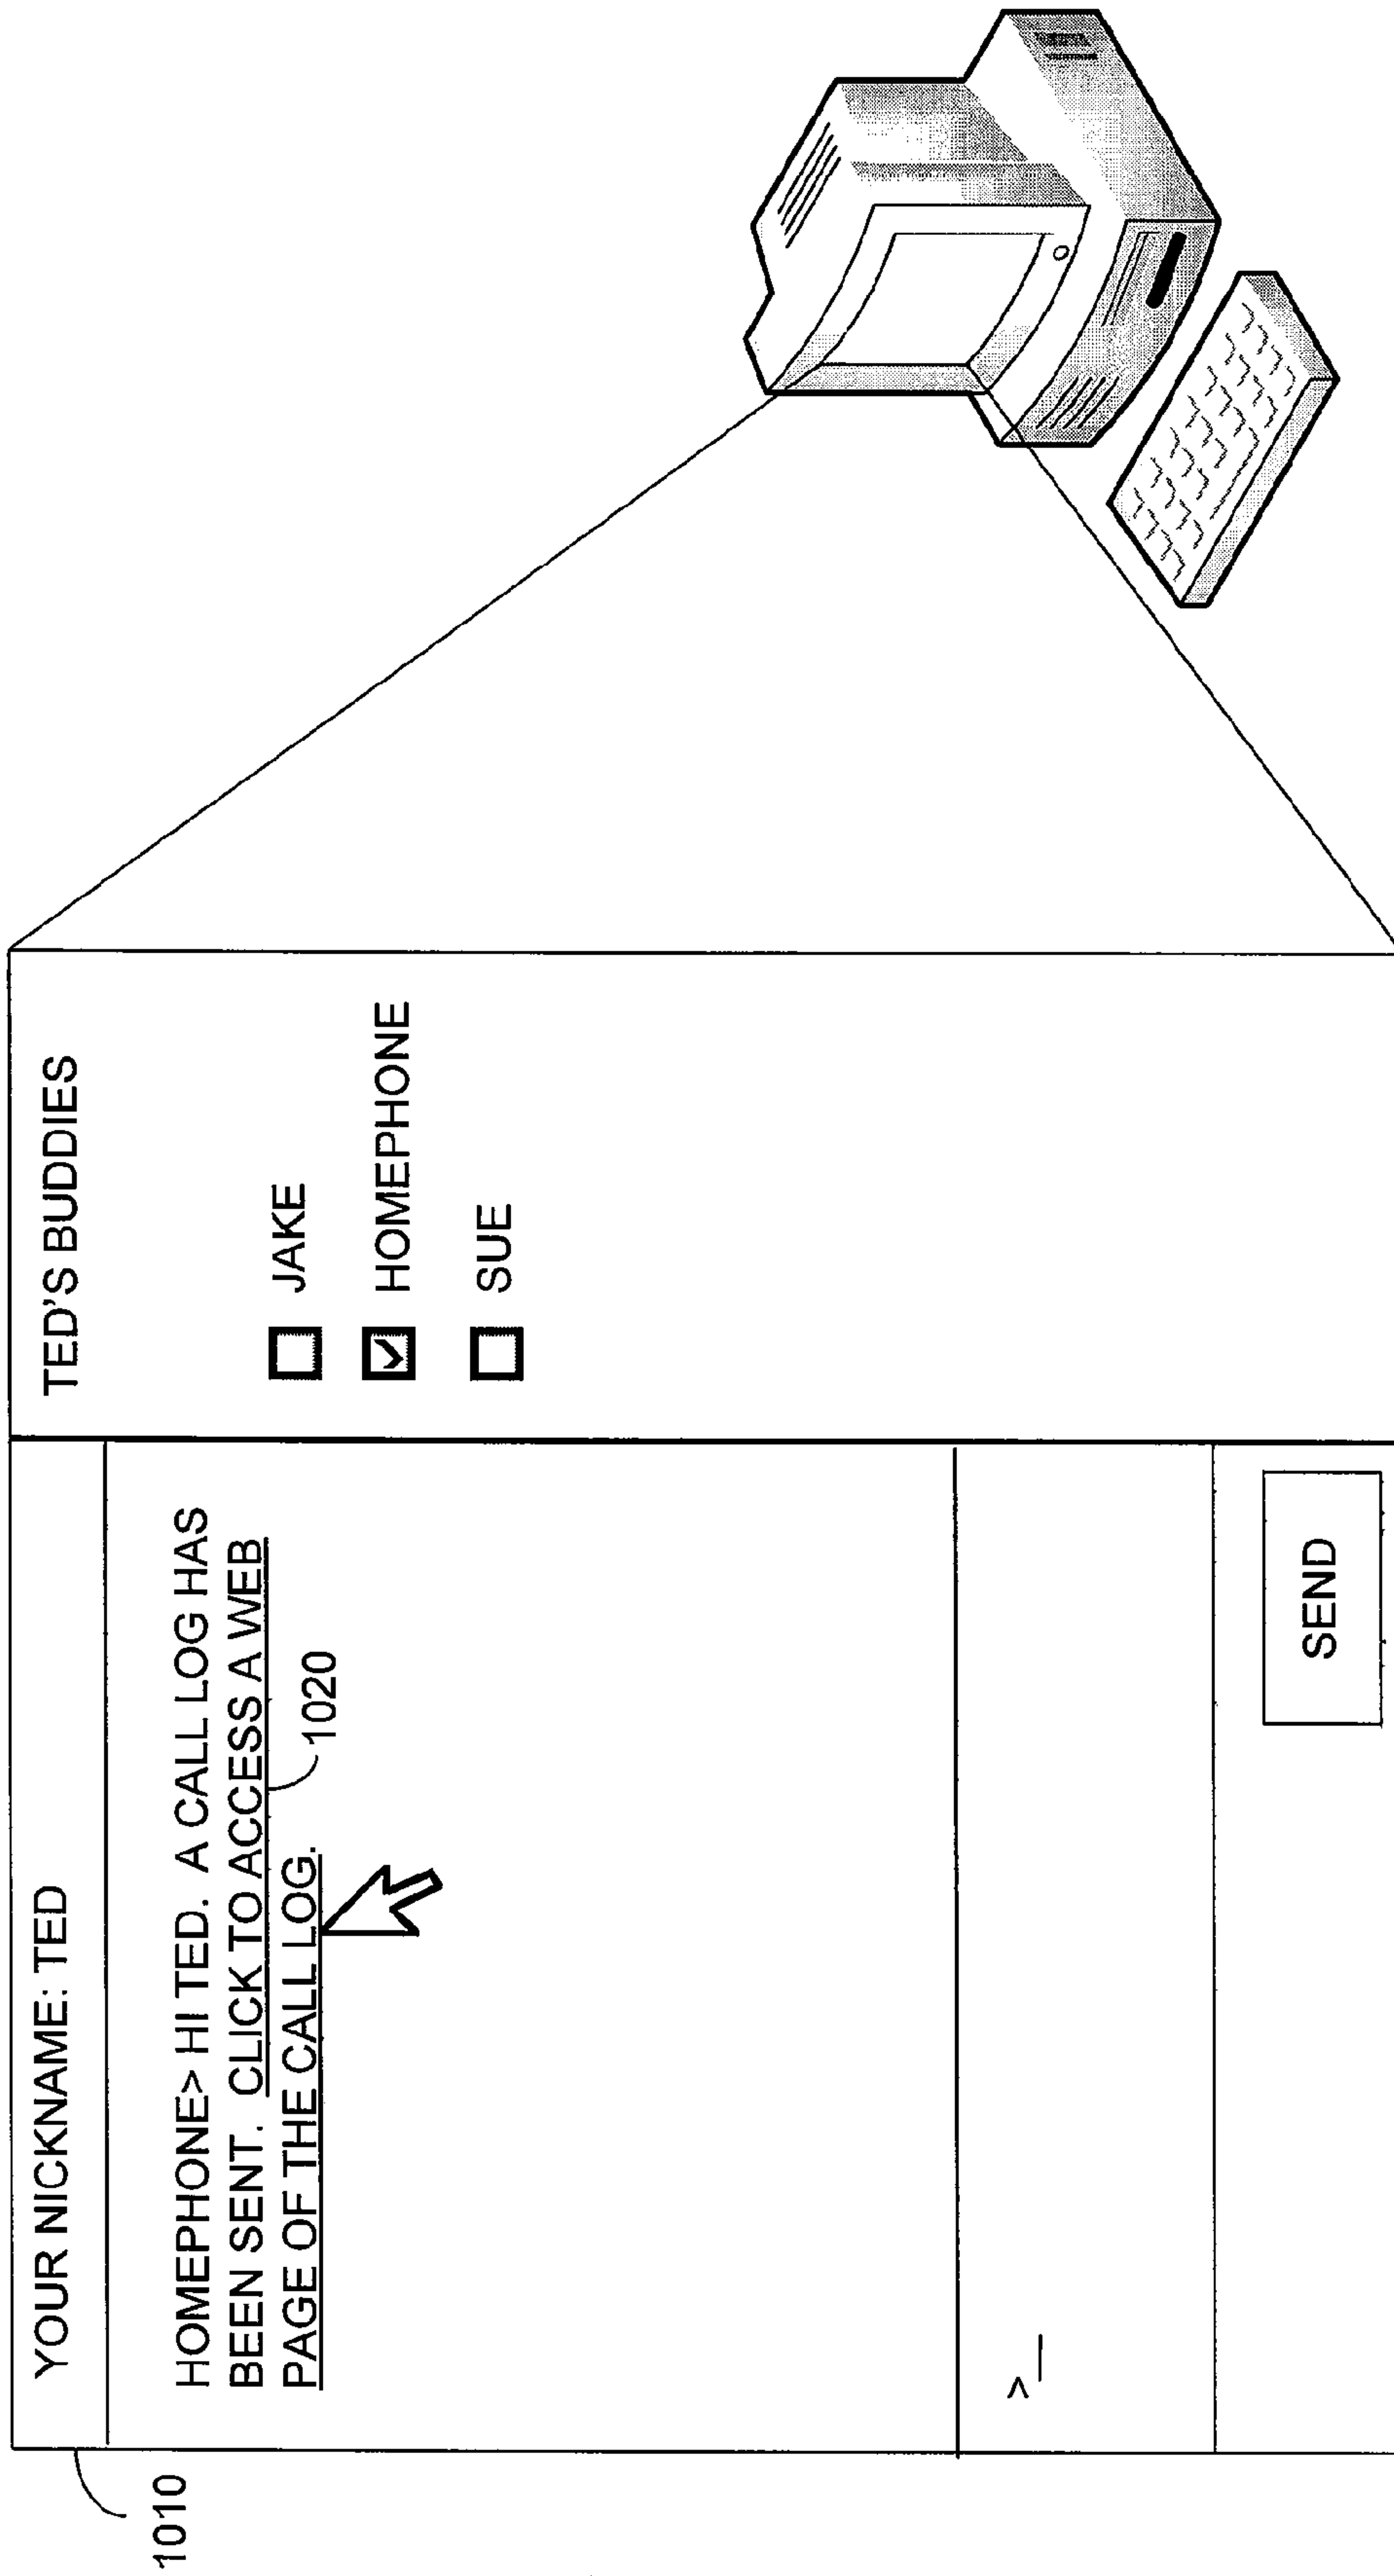 1010
YOUR NICKNAME: TED
HOMEPHONE> HI TED. A CALL LOG HAS
BEEN SENT. CLICK TO ACCESS A WEB
PAGE OF THE CALL LOG.
1020
>_
SEND
TED'S BUDDIES
JAKE
HOMEPHONE
SUE